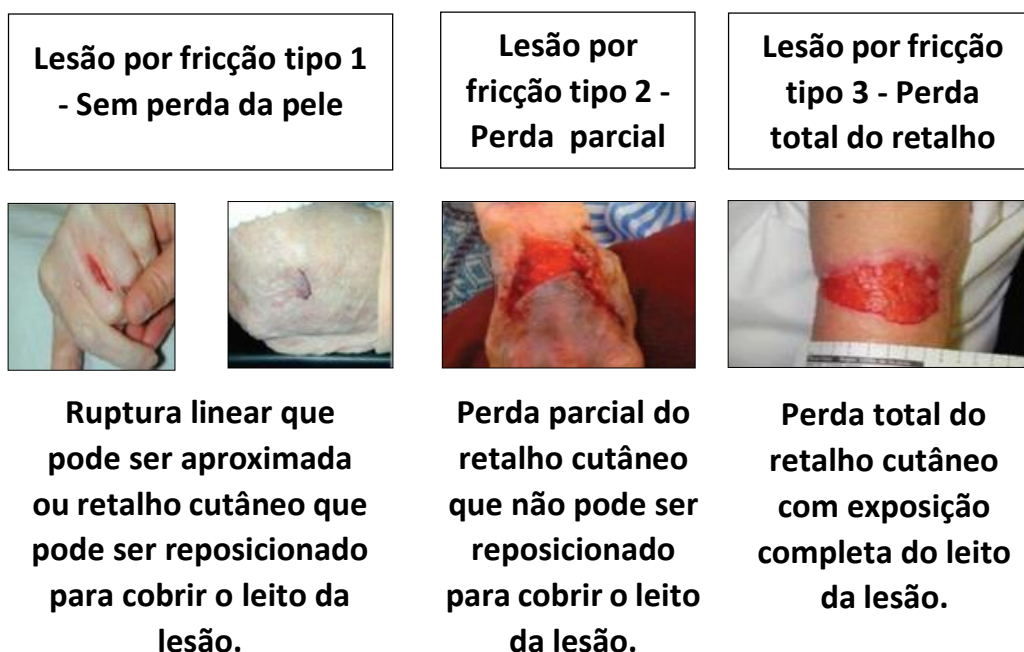 Lesão por fricção tipo 1
- Sem perda da pele
Lesão por
fricção tipo 2 -
Perda parcial
Lesão por fricção
tipo 3 - Perda
total do retalho
Ruptura linear que
pode ser aproximada
ou retalho cutâneo que
pode ser reposicionado
para cobrir o leito da
lesão.
Perda parcial do
retalho cutâneo
que não pode ser
reposicionado
para cobrir o leito
da lesão.
Perda total do
retalho cutâneo
com exposição
completa do leito
da lesão.